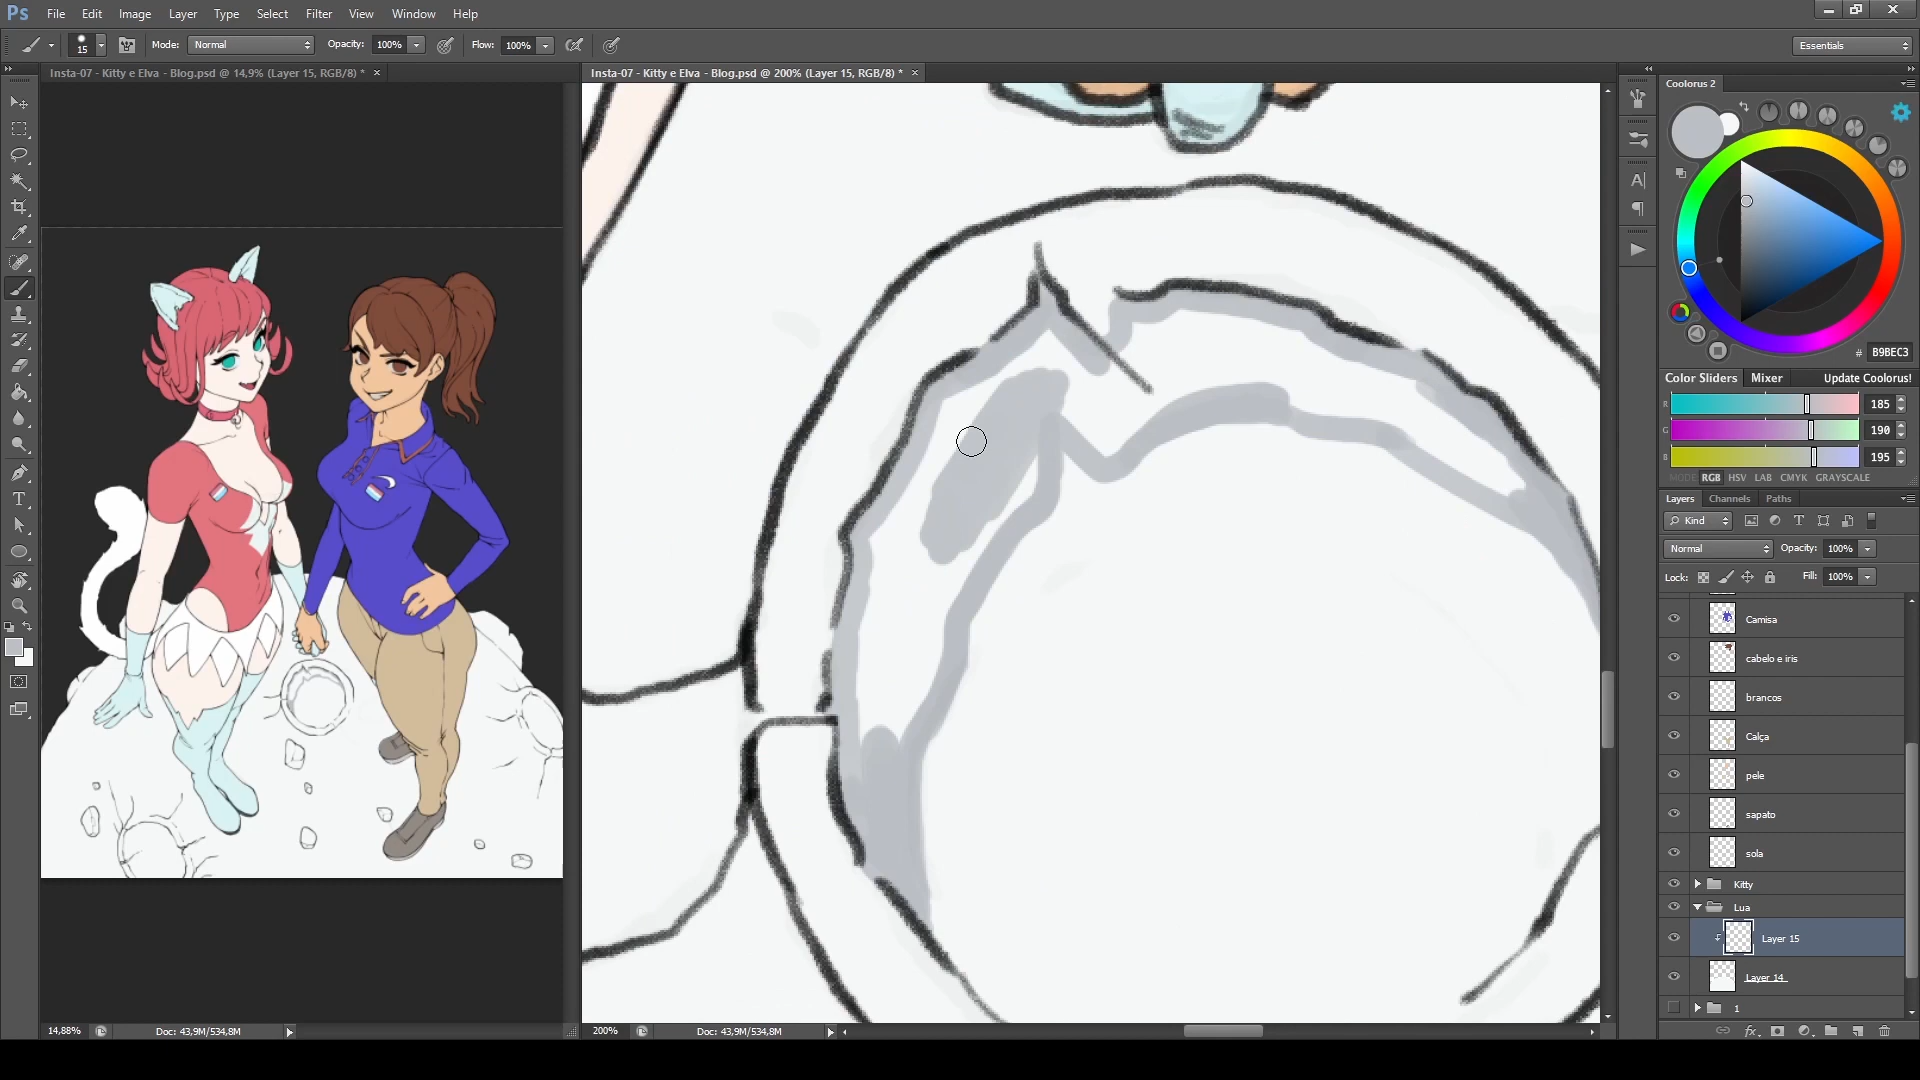 Ps File Edit Image Layer Type Select Filter View Window Help
15 Mode: Normal Opacity: 100% Flow: 100% Essentials
Insta-07 - Kitty e Elva - Blog.psd @ 14,9% (Layer 15, RGB/8) * ×
Insta-07 - Kitty e Elva - Blog.psd @ 200% (Layer 15, RGB/8) * ×
Coolorus 2
# B9BEC3
Color Sliders Mixer Update Coolorus!
R 185
G 190
B 195
MODE RGB HSV LAB CMYK GRAYSCALE
Layers Channels Paths
Kind
Normal Opacity: 100%
Lock: Fill: 100%
Camisa
cabelo e iris
brancos
Calça
pele
sapato
sola
Kitty
Lua
Layer 15
Layer 14
1
14,88% Doc: 43,9M/534,8M
200% Doc: 43,9M/534,8M